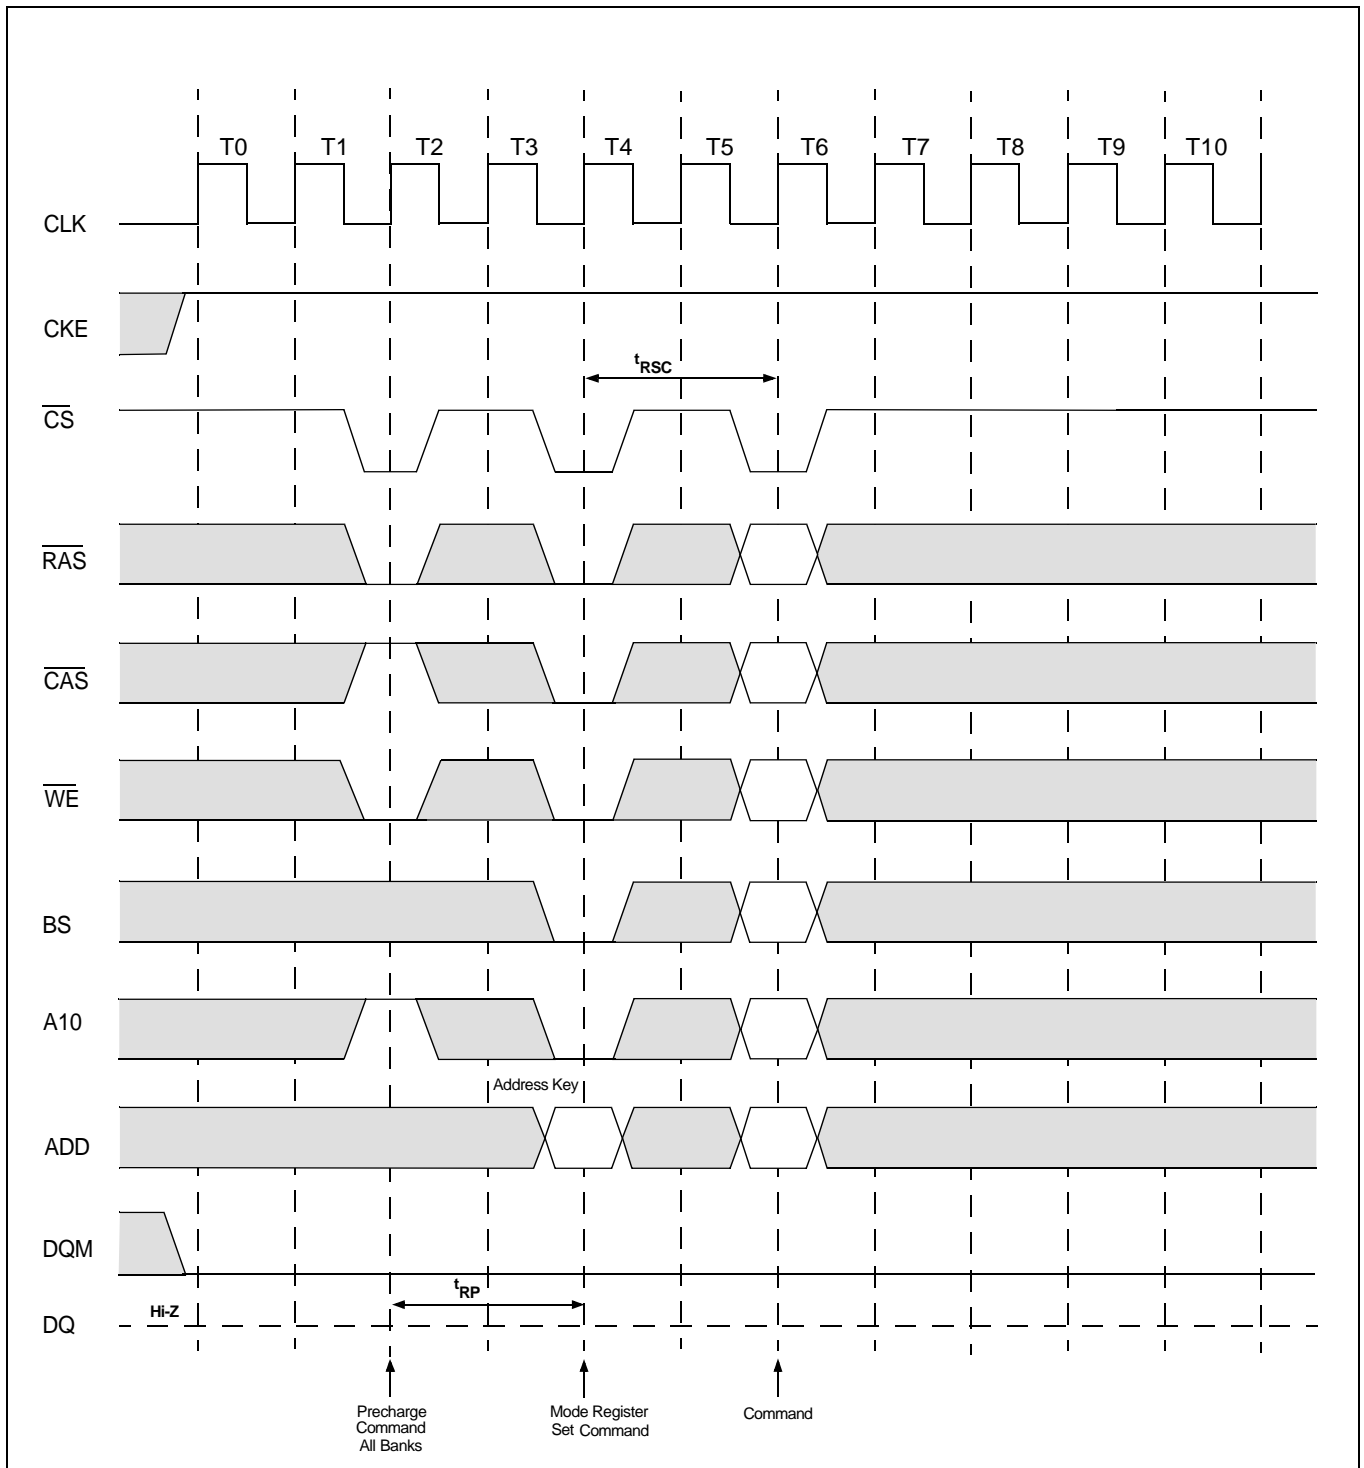 T0 T1 T2 T3 T4 T5 T6 T7 T8 T9 T10
CLK
CKE
tRSC
CS
RAS
CAS
WE
BS
A10
Address Key
ADD
DQM
tRP
Hi-Z
DQ
Precharge
Command
All Banks
Mode Register
Set Command
Command